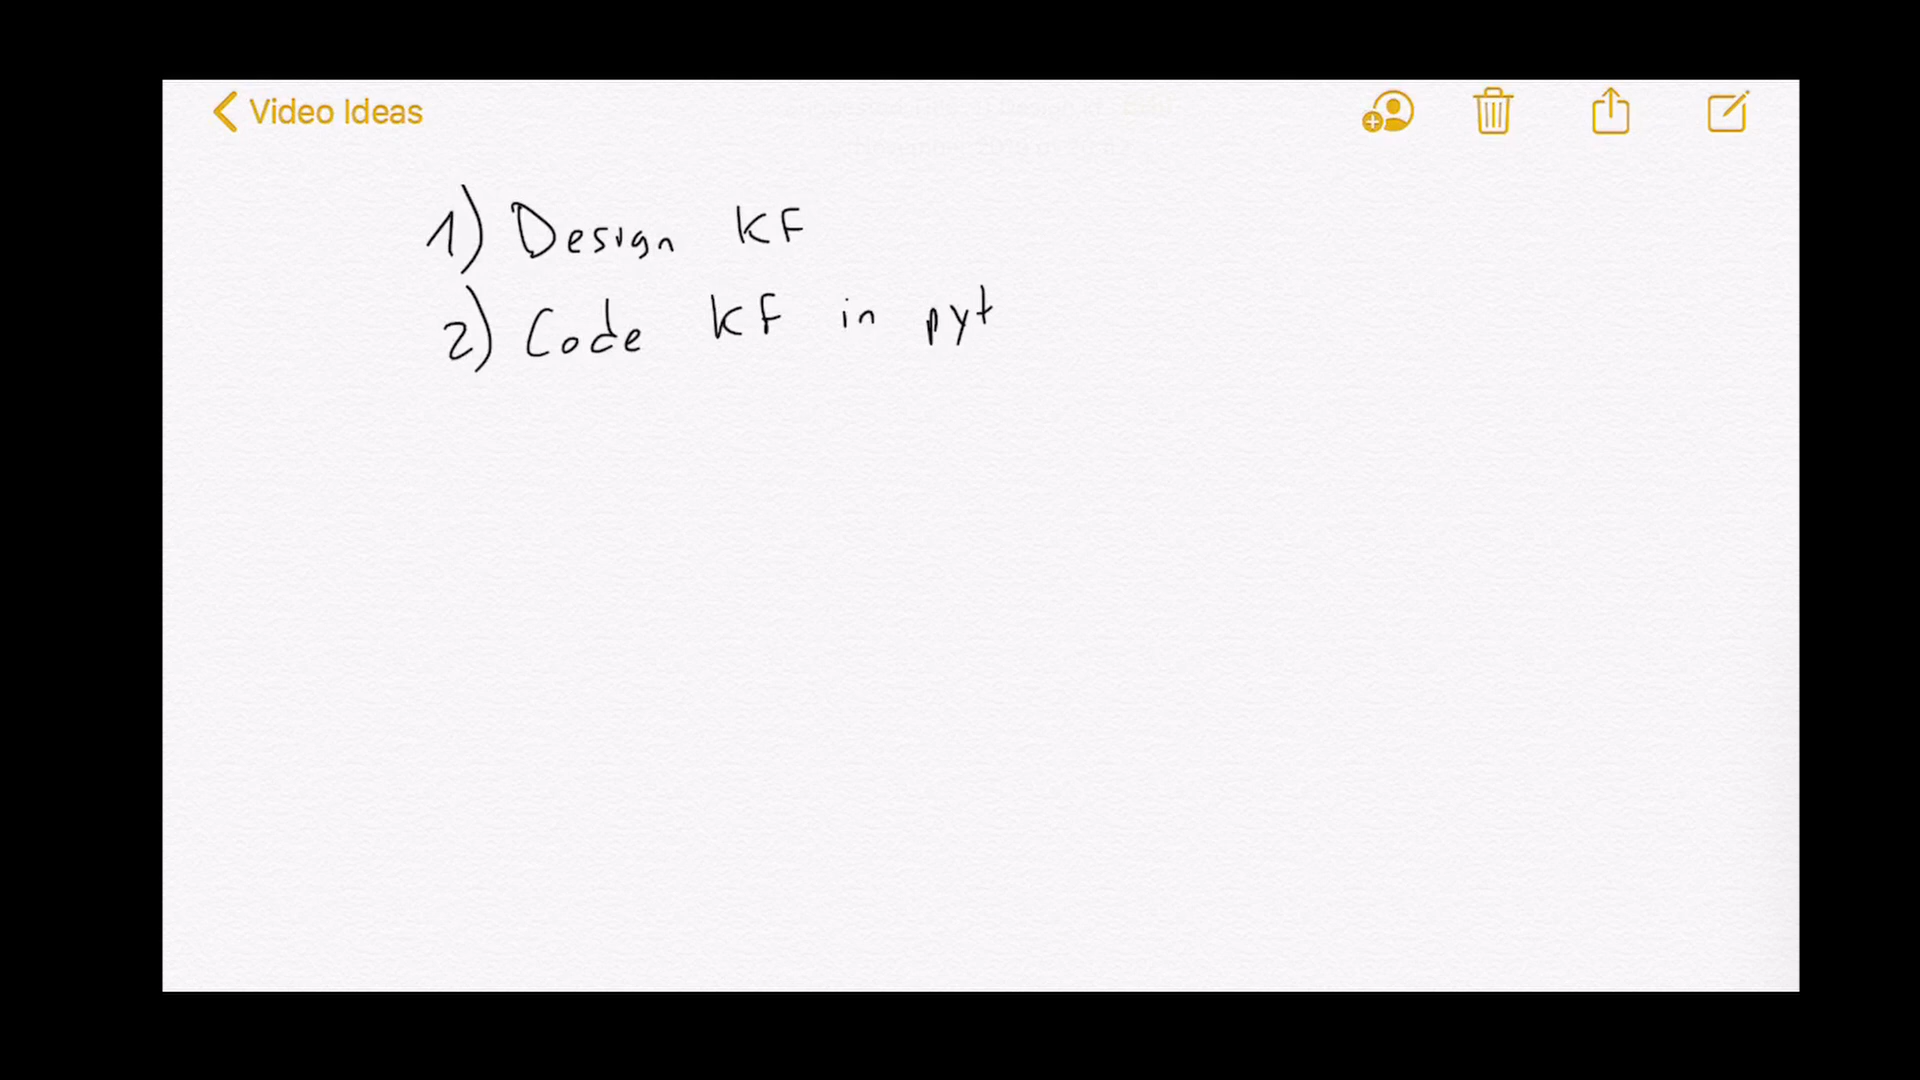 Video Ideas
1) Design KF
2) Code KF in pyt